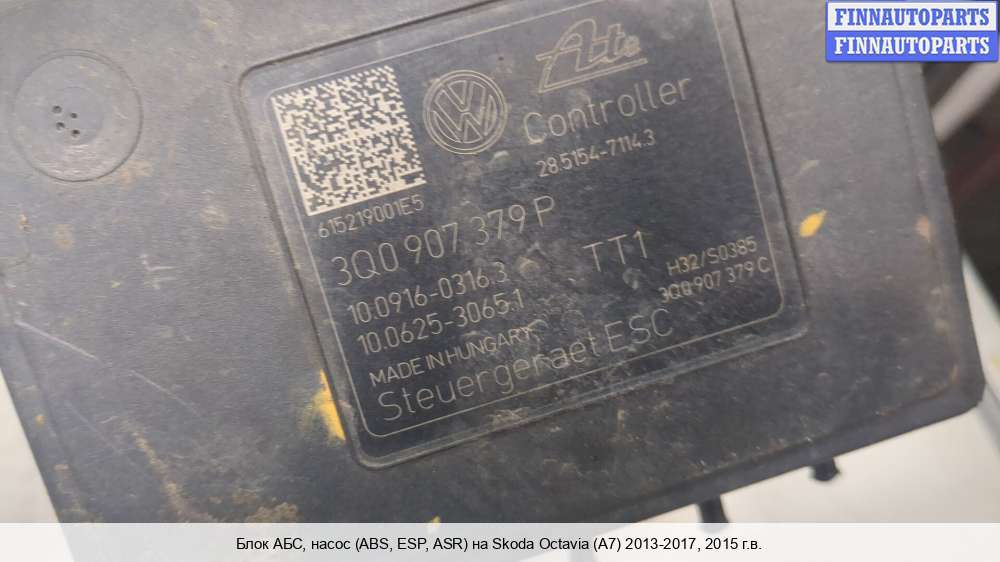 FINNAUTOPARTS
FINNAUTOPARTS
Ate
Controller
28.5154-7114.3
615219001E5
3Q0 907 379 P
10.0916-0316.3
TT1
H32/S0385
10.0625-3065.1
3Q0 907 379 C
MADE IN HUNGARY
Steuergeraet ESC
Блок АБС, насос (ABS, ESP, ASR) на Skoda Octavia (A7) 2013-2017, 2015 г.в.